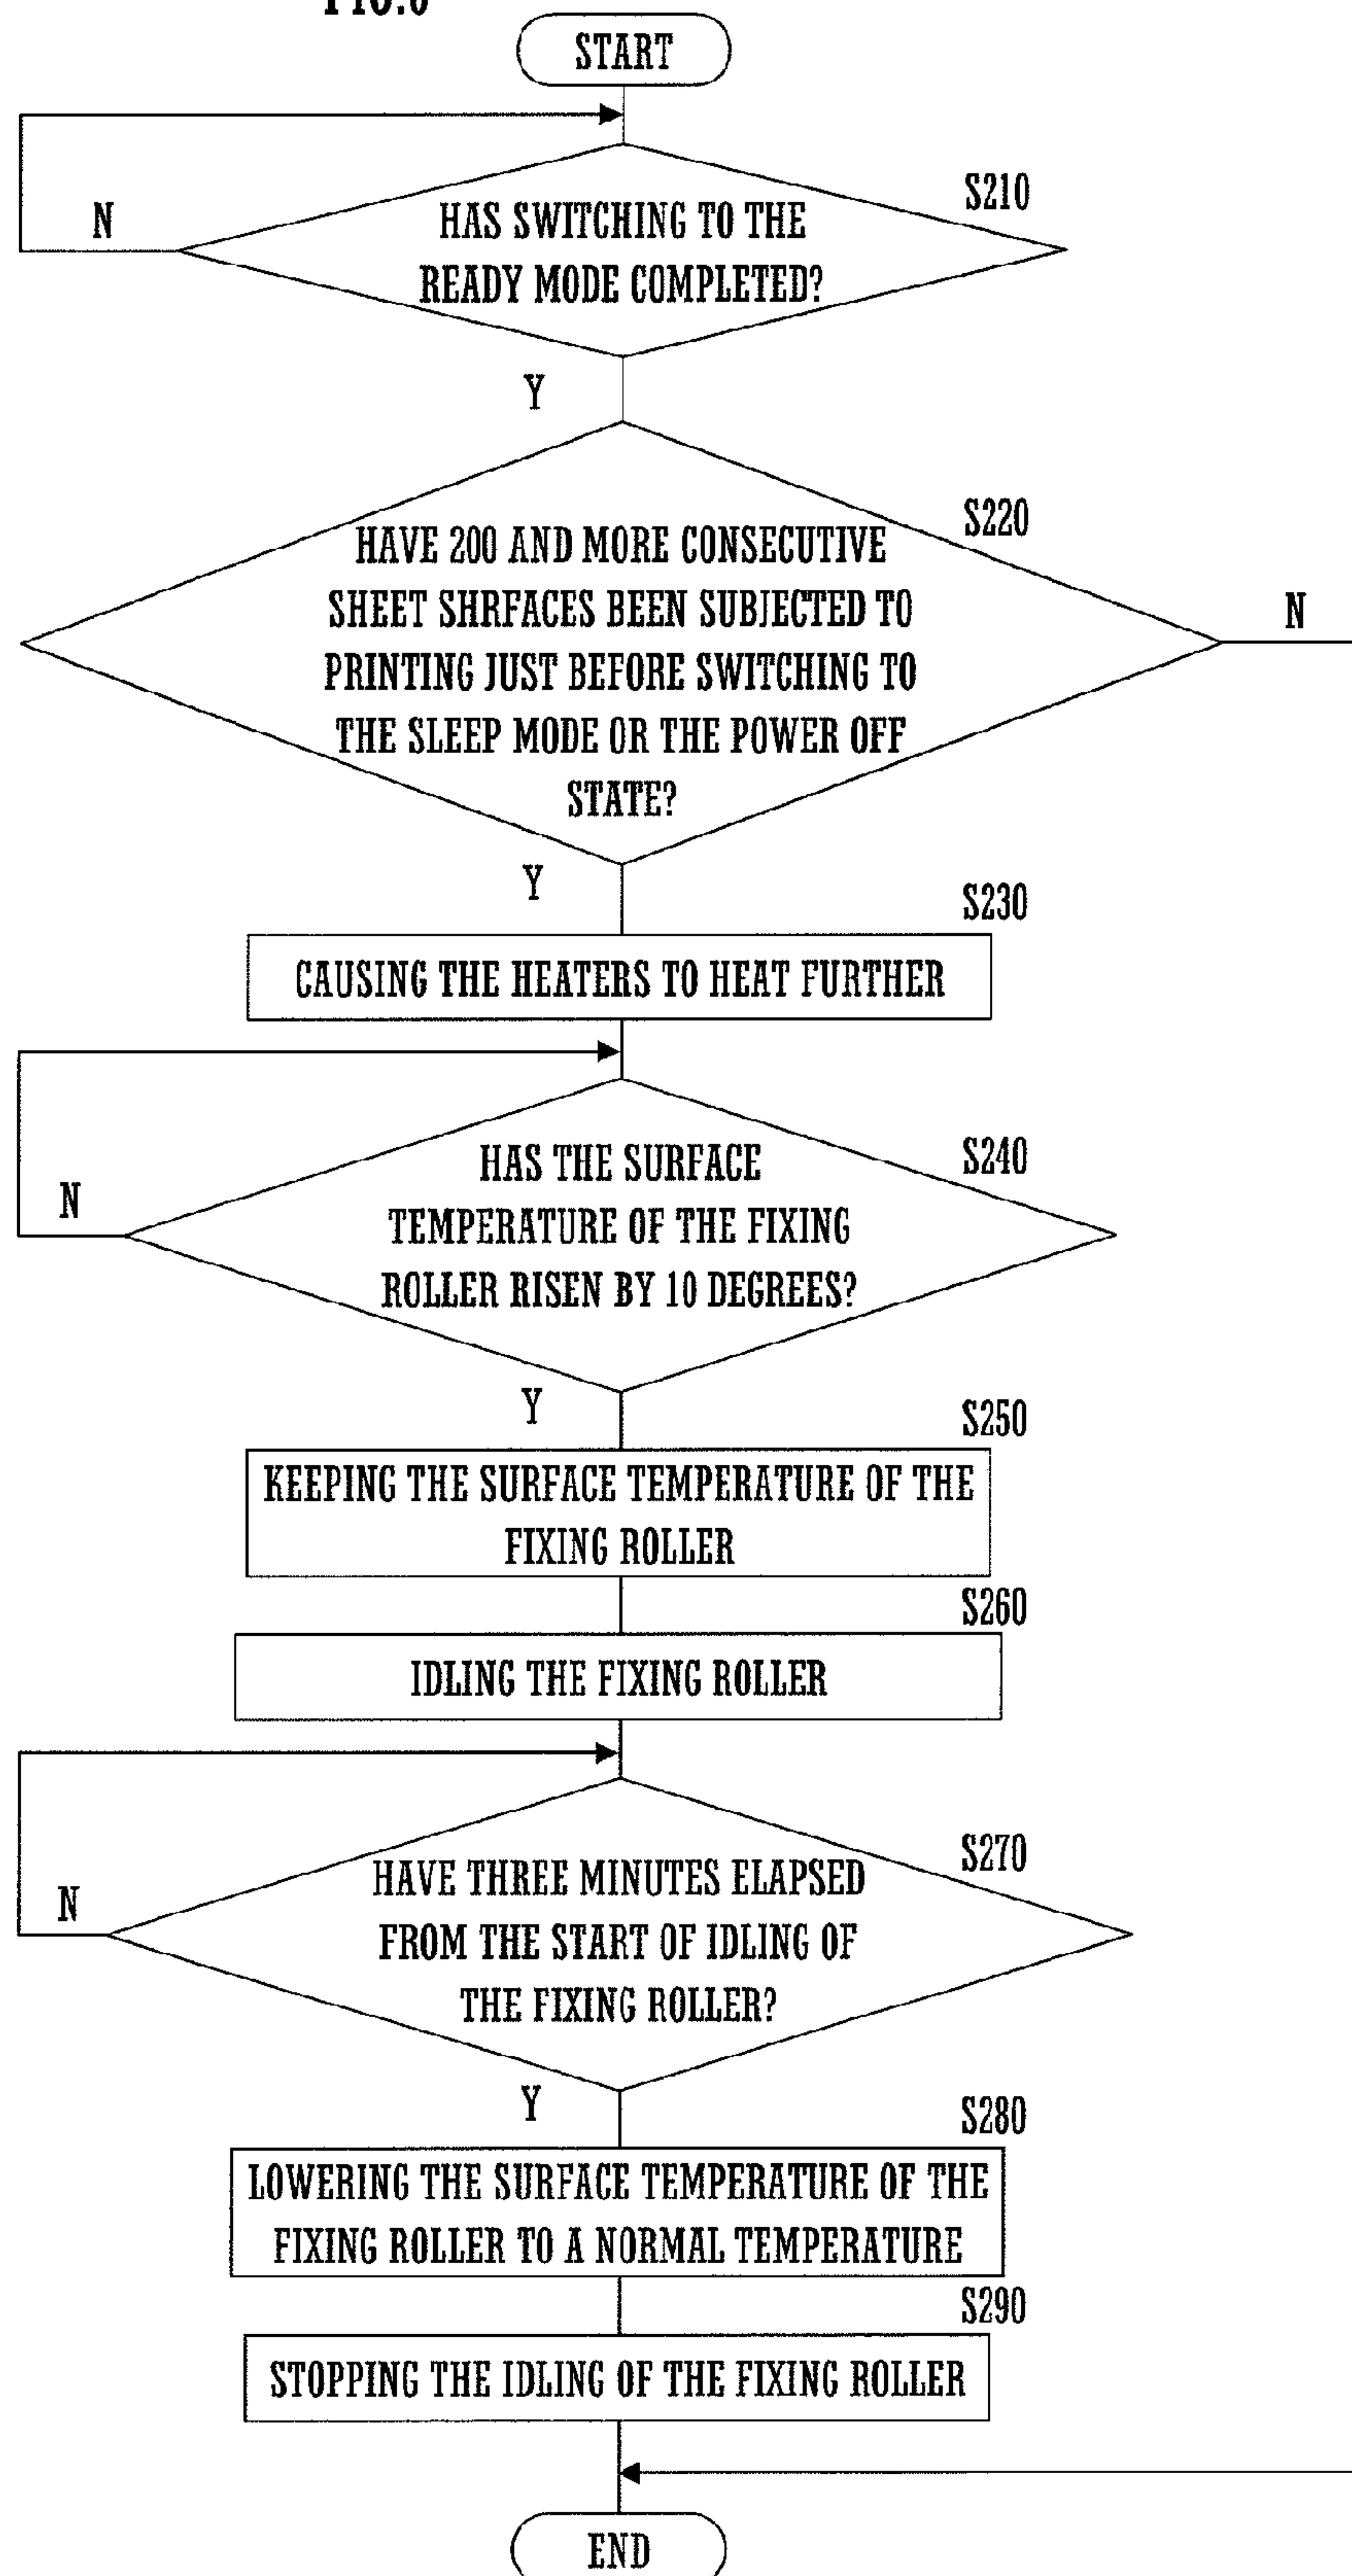 START
N
S210
HAS SWITCHING TO THE
READY MODE COMPLETED?
Y
S220
HAVE 200 AND MORE CONSECUTIVE
SHEET SHRFACES BEEN SUBJECTED TO
PRINTING JUST BEFORE SWITCHING TO
THE SLEEP MODE OR THE POWER OFF
STATE?
N
Y
S230
CAUSING THE HEATERS TO HEAT FURTHER
S240
HAS THE SURFACE
TEMPERATURE OF THE FIXING
ROLLER RISEN BY 10 DEGREES?
N
Y
S250
KEEPING THE SURFACE TEMPERATURE OF THE
FIXING ROLLER
S260
IDLING THE FIXING ROLLER
S270
HAVE THREE MINUTES ELAPSED
FROM THE START OF IDLING OF
THE FIXING ROLLER?
N
Y
S280
LOWERING THE SURFACE TEMPERATURE OF THE
FIXING ROLLER TO A NORMAL TEMPERATURE
S290
STOPPING THE IDLING OF THE FIXING ROLLER
END